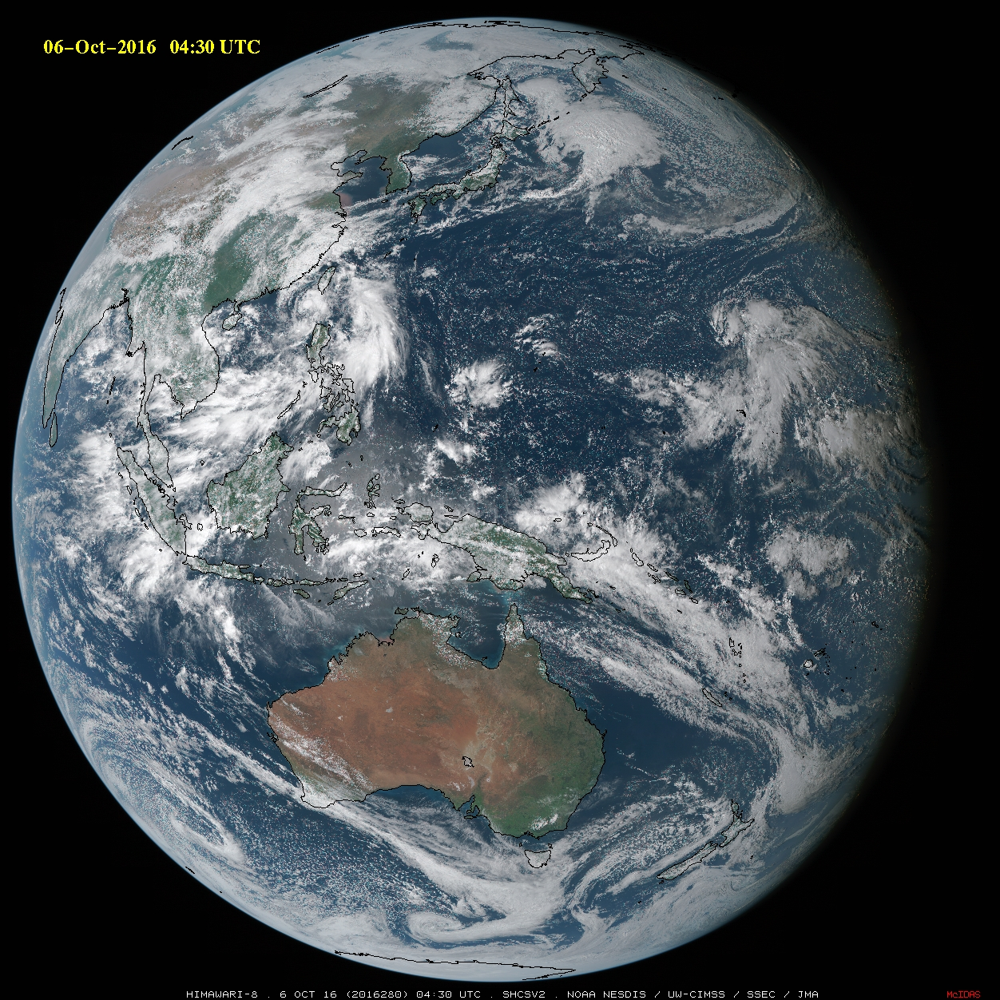 06-Oct-2016 04:30 UTC
HIMAWARI-8 . 6 OCT 16 (2016280) 04:30 UTC . SHCSV2 . NOAA NESDIS / UW-CIMSS / SSEC / JMA
McIDAS